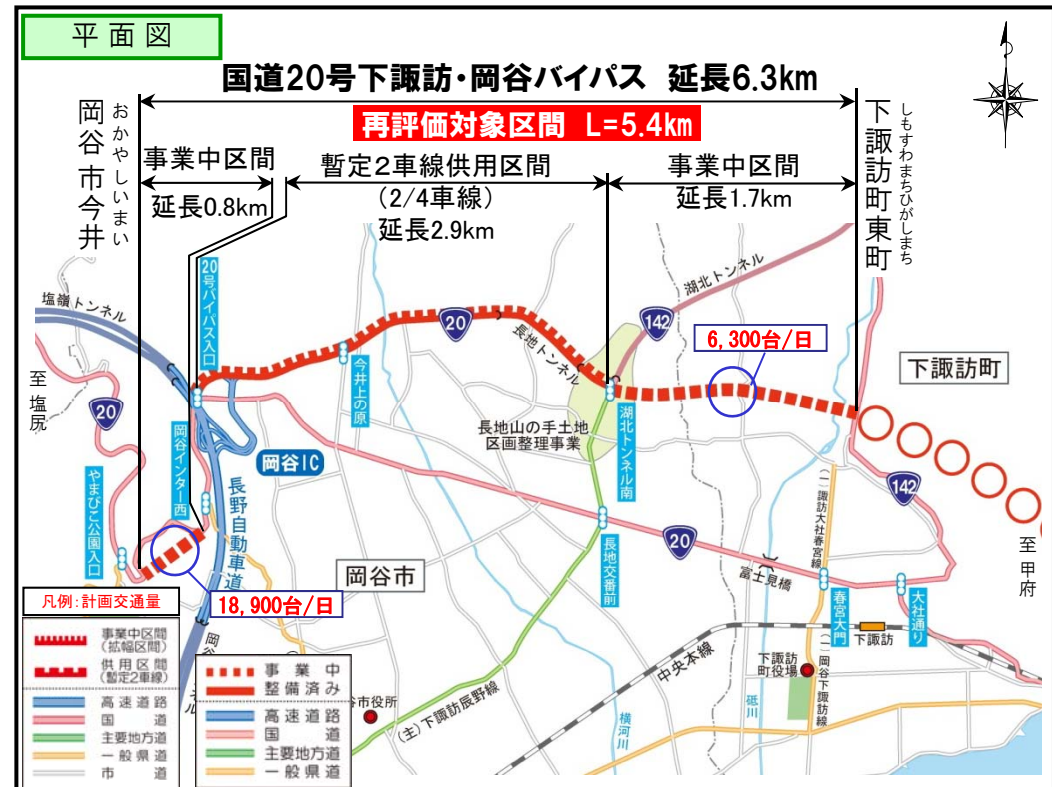 平面図
国道20号下諏訪・岡谷バイパス 延長6.3km
再評価対象区間 L=5.4km
岡谷市今井
おかやしいまい
下諏訪町東町
しもすわまちひがしまち
事業中区間
延長0.8km
暫定2車線供用区間
(2/4車線)
延長2.9km
事業中区間
延長1.7km
塩嶺トンネル
20号バイパス入口
至塩尻
20
20
今井上の原
長地トンネル
142
湖北トンネル
6,300台/日
下諏訪町
長地山の手土地
区画整理事業
湖北トンネル南
岡谷インター西
岡谷IC
長野自動車道
やまびこ公園入口
18,900台/日
岡谷市
長地交番前
20
富士見橋
(一)諏訪大社春宮線
春宮大門
142
大社通り
至甲府
下諏訪
下諏訪
町役場
(一)岡谷下諏訪線
中央本線
砥川
横河川
(主)下諏訪辰野線
市役所
凡例:計画交通量
事業中区間
(拡幅区間)
供用区間
(暫定2車線)
高速道路
国道
主要地方道
一般県道
市道
事業中
整備済み
高速道路
国道
主要地方道
一般県道